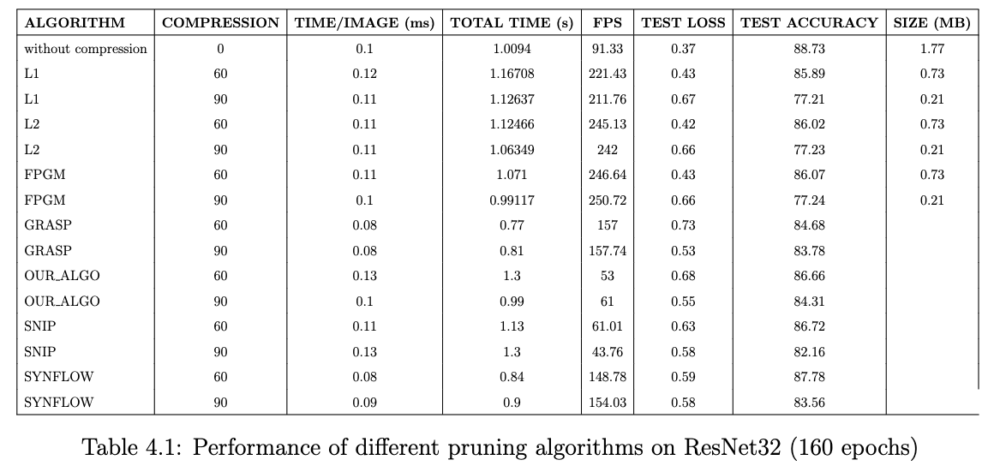 ALGORITHM COMPRESSION TIME/IMAGE (ms) TOTAL TIME (s) FPS TEST LOSS TEST ACCURACY SIZE (MB)
without compression 0 0.1 1.0094 91.33 0.37 88.73 1.77
L1 60 0.12 1.16708 221.43 0.43 85.89 0.73
L1 90 0.11 1.12637 211.76 0.67 77.21 0.21
L2 60 0.11 1.12466 245.13 0.42 86.02 0.73
L2 90 0.11 1.06349 242 0.66 77.23 0.21
FPGM 60 0.11 1.071 246.64 0.43 86.07 0.73
FPGM 90 0.1 0.99117 250.72 0.66 77.24 0.21
GRASP 60 0.08 0.77 157 0.73 84.68
GRASP 90 0.08 0.81 157.74 0.53 83.78
OUR_ALGO 60 0.13 1.3 53 0.68 86.66
OUR_ALGO 90 0.1 0.99 61 0.55 84.31
SNIP 60 0.11 1.13 61.01 0.63 86.72
SNIP 90 0.13 1.3 43.76 0.58 82.16
SYNFLOW 60 0.08 0.84 148.78 0.59 87.78
SYNFLOW 90 0.09 0.9 154.03 0.58 83.56
Table 4.1: Performance of different pruning algorithms on ResNet32 (160 epochs)